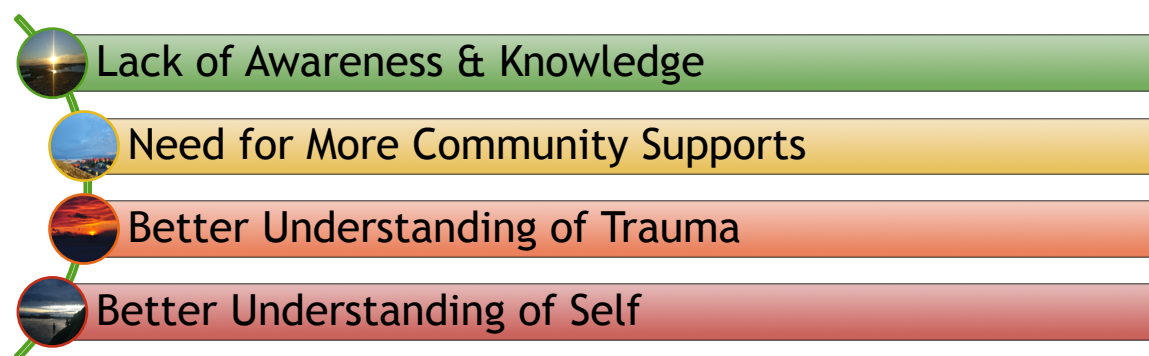 Lack of Awareness & Knowledge
Need for More Community Supports
Better Understanding of Trauma
Better Understanding of Self